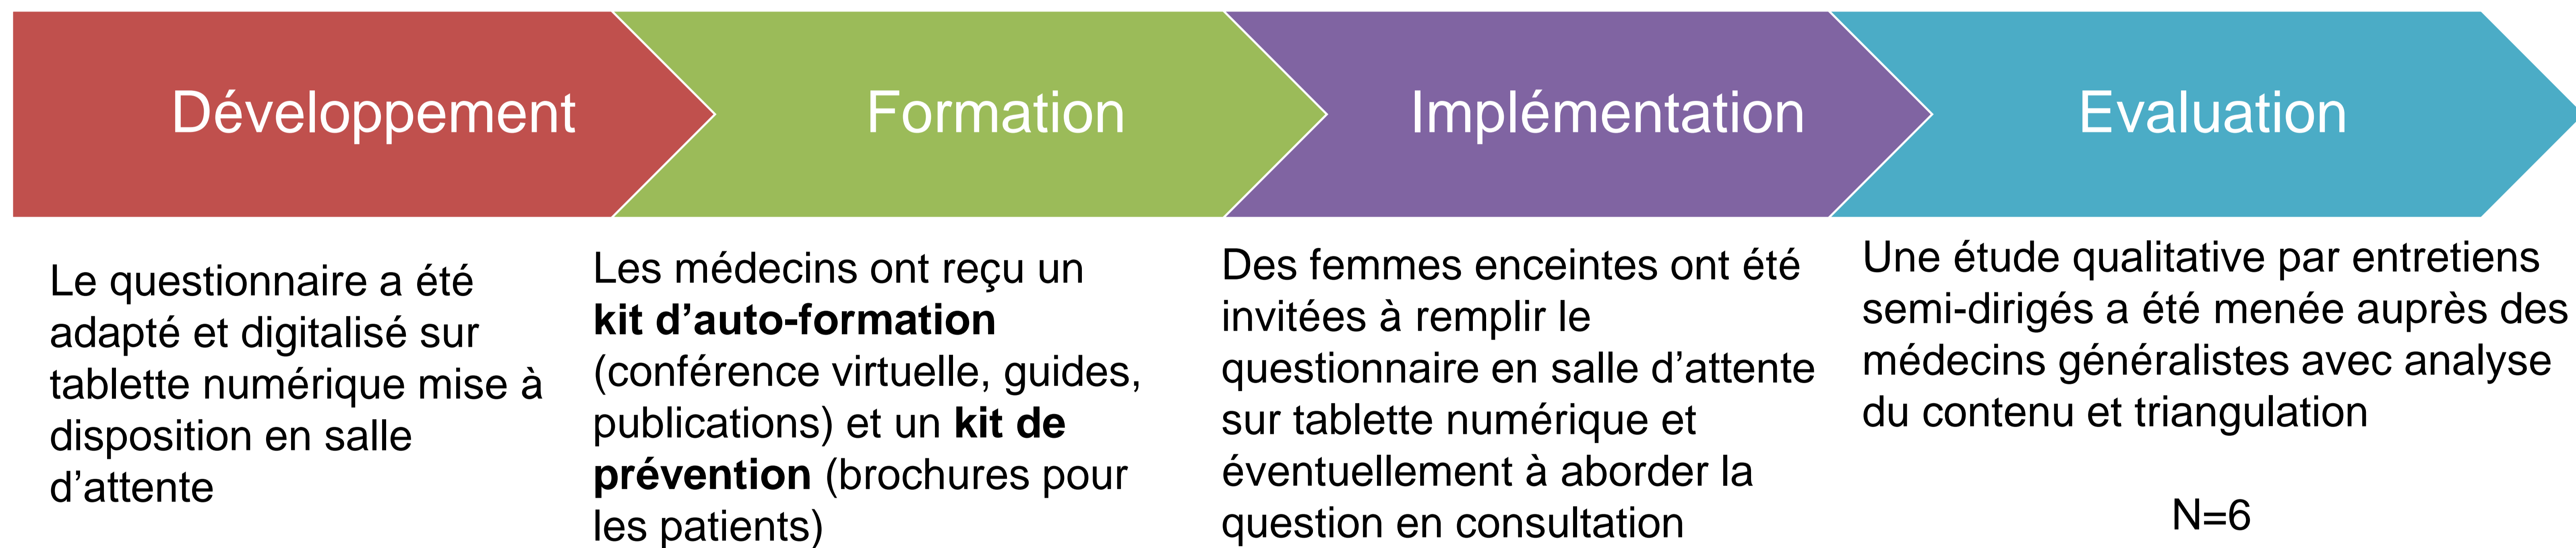 Développement
Formation
Implémentation
Evaluation
Le questionnaire a été
adapté et digitalisé sur
tablette numérique mise à
disposition en salle
d’attente
Les médecins ont reçu un
kit d’auto-formation
(conférence virtuelle, guides,
publications) et un kit de
prévention (brochures pour
les patients)
Des femmes enceintes ont été
invitées à remplir le
questionnaire en salle d’attente
sur tablette numérique et
éventuellement à aborder la
question en consultation
Une étude qualitative par entretiens
semi-dirigés a été menée auprès des
médecins généralistes avec analyse
du contenu et triangulation
N=6